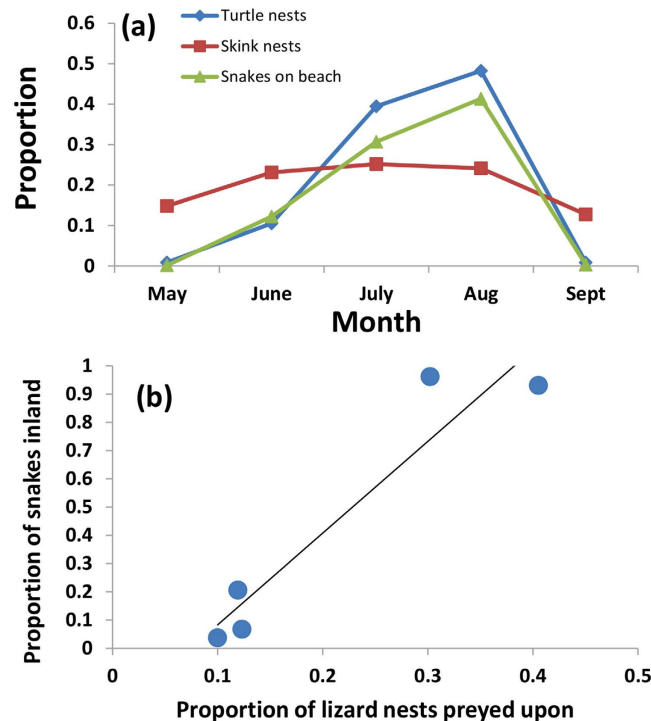 (a)
Turtle nests
Skink nests
Snakes on beach
Proportion
0.6
0.5
0.4
0.3
0.2
0.1
0
May June July Aug Sept
Month
(b)
Proportion of snakes inland
1
0.9
0.8
0.7
0.6
0.5
0.4
0.3
0.2
0.1
0
0 0.1 0.2 0.3 0.4 0.5
Proportion of lizard nests preyed upon